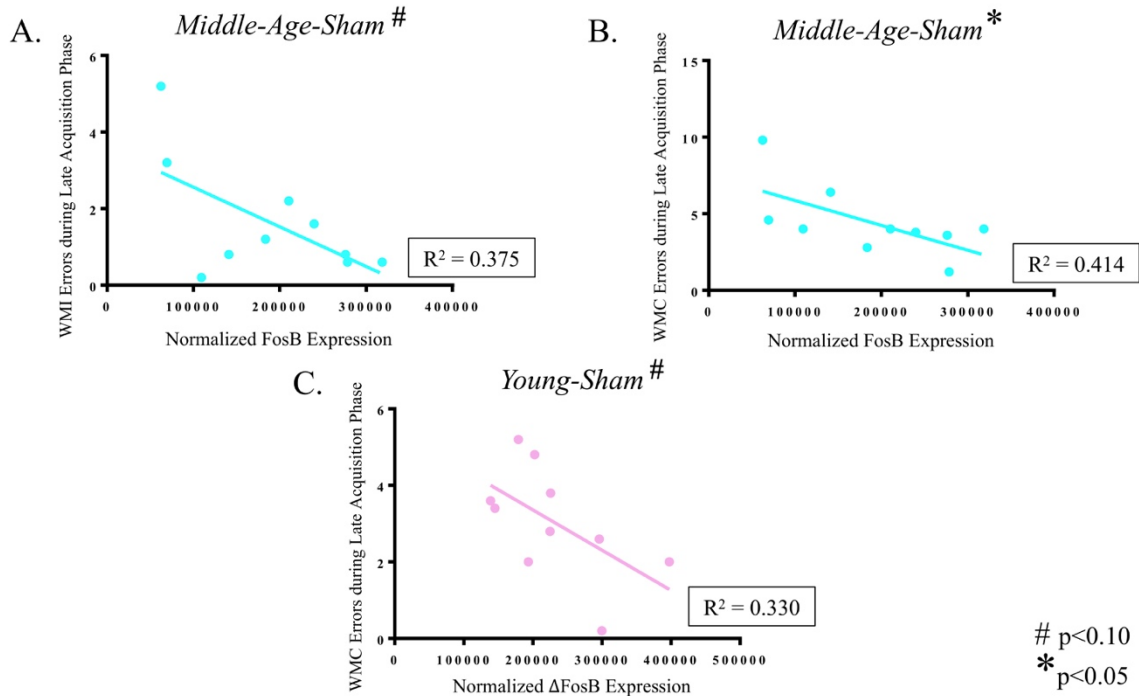 A.
Middle-Age-Sham #
WMI Errors during Late Acquisition Phase
6
4
2
0
0
100000
200000
300000
400000
Normalized FosB Expression
R² = 0.375
B.
Middle-Age-Sham *
WMC Errors during Late Acquisition Phase
15
10
5
0
0
100000
200000
300000
400000
Normalized FosB Expression
R² = 0.414
C.
Young-Sham #
WMC Errors during Late Acquisition Phase
6
4
2
0
0
100000
200000
300000
400000
500000
Normalized ΔFosB Expression
R² = 0.330
# p<0.10
* p<0.05